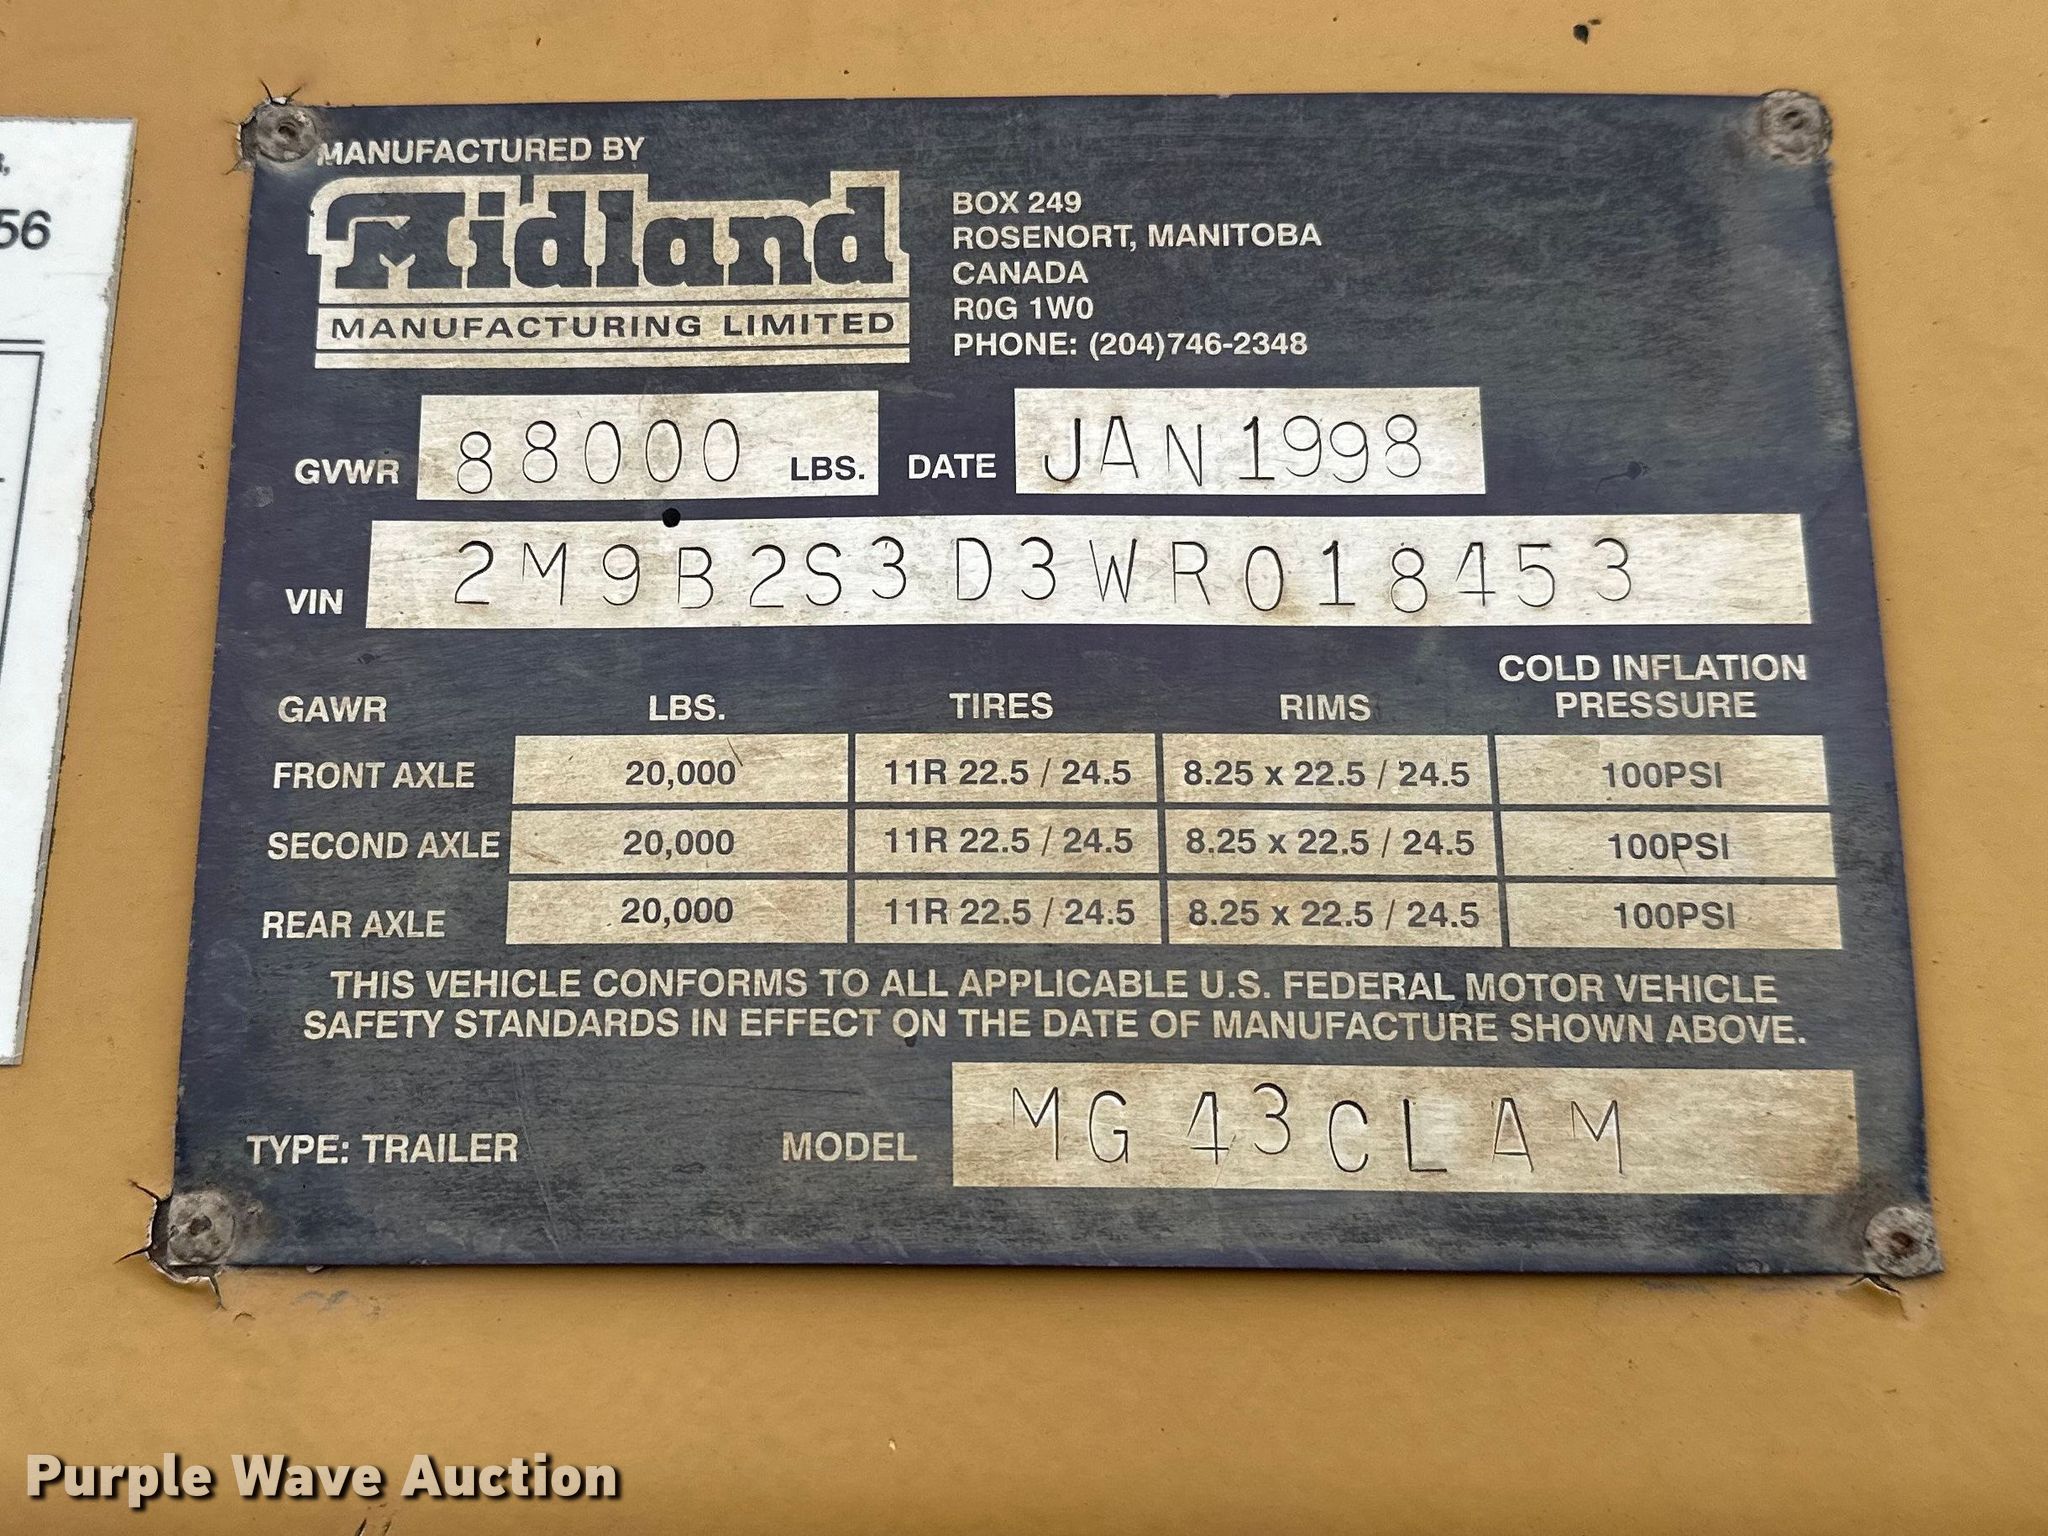 56
MANUFACTURED BY
Midland
MANUFACTURING LIMITED
BOX 249
ROSENORT, MANITOBA
CANADA
R0G 1W0
PHONE: (204)746-2348
GVWR 88000 LBS. DATE JAN 1998
VIN 2M9B2S3D3WR018453
GAWR LBS. TIRES RIMS COLD INFLATION PRESSURE
FRONT AXLE 20,000 11R 22.5 / 24.5 8.25 x 22.5 / 24.5 100PSI
SECOND AXLE 20,000 11R 22.5 / 24.5 8.25 x 22.5 / 24.5 100PSI
REAR AXLE 20,000 11R 22.5 / 24.5 8.25 x 22.5 / 24.5 100PSI
THIS VEHICLE CONFORMS TO ALL APPLICABLE U.S. FEDERAL MOTOR VEHICLE
SAFETY STANDARDS IN EFFECT ON THE DATE OF MANUFACTURE SHOWN ABOVE.
TYPE: TRAILER MODEL MG 43 CLAM
Purple Wave Auction